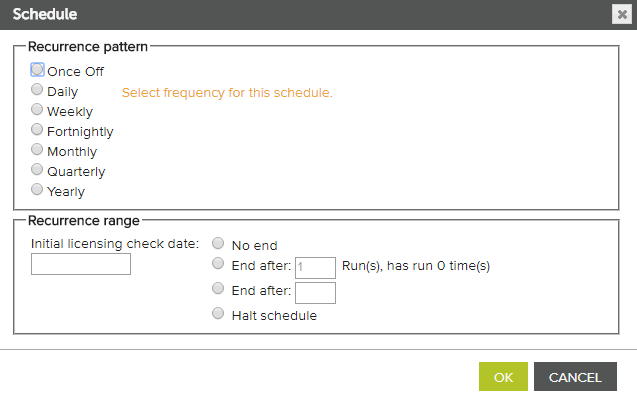 Schedule
Recurrence pattern
Once Off
Daily
Select frequency for this schedule.
Weekly
Fortnightly
Monthly
Quarterly
Yearly
Recurrence range
Initial licensing check date:
No end
End after: 1 Run(s), has run 0 time(s)
End after:
Halt schedule
OK CANCEL